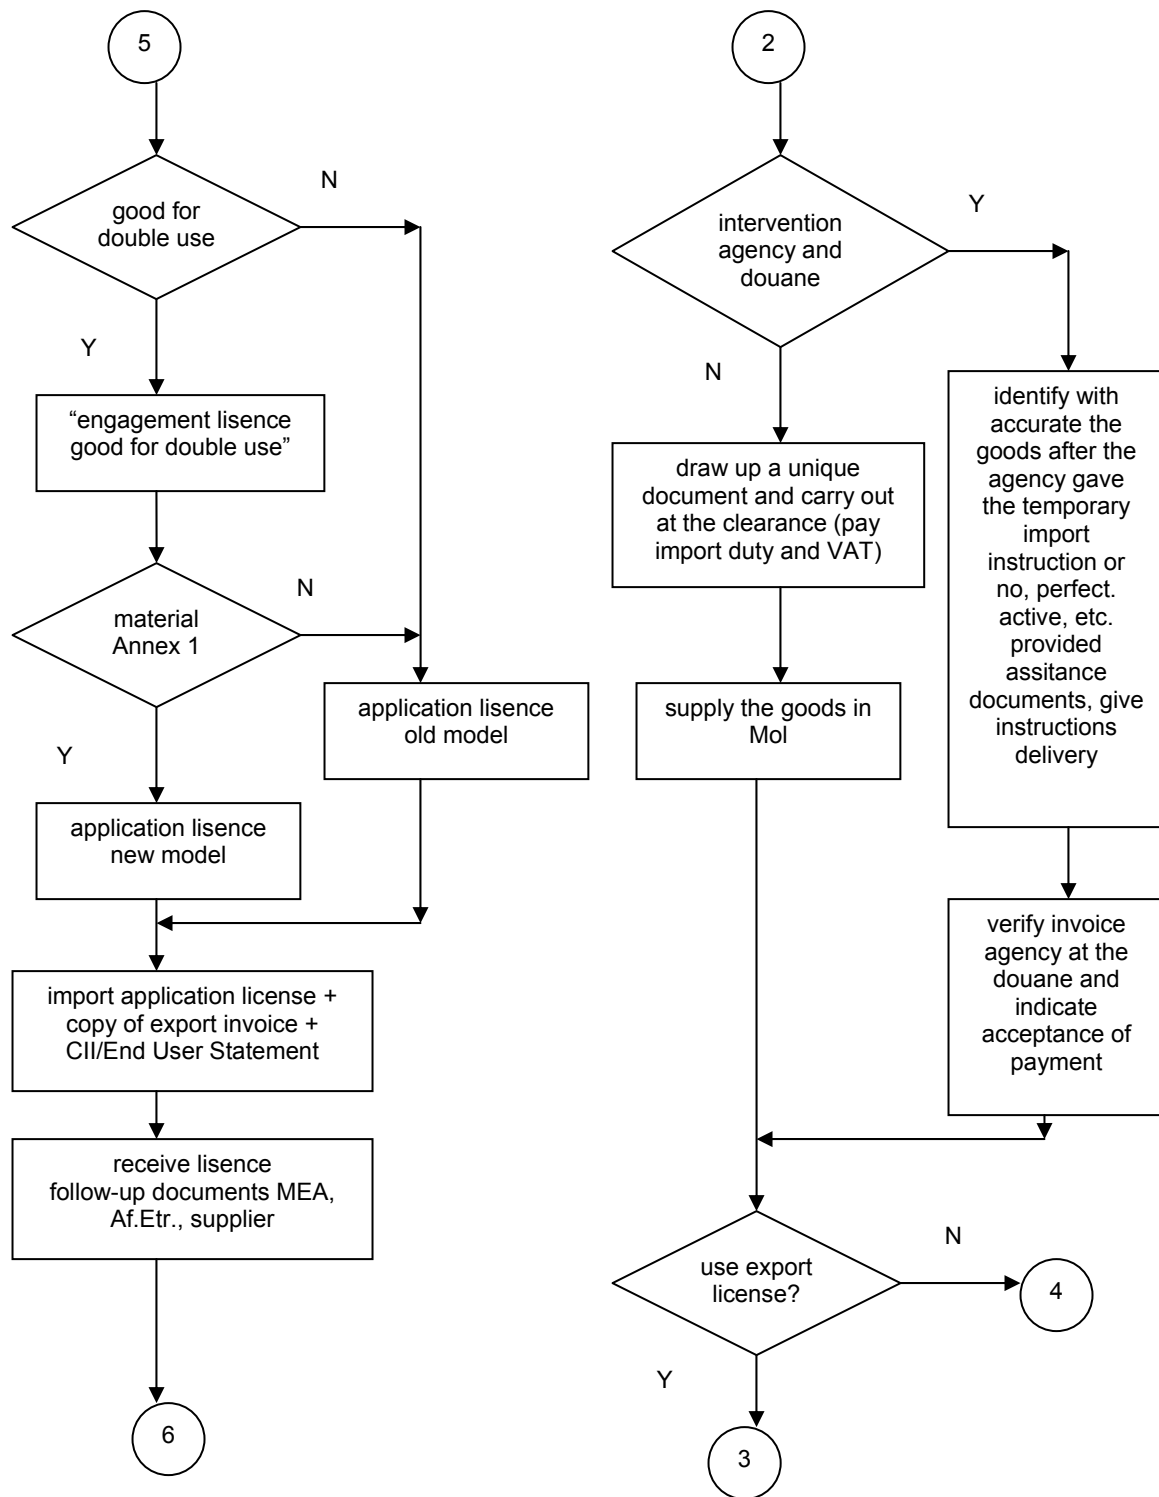 5
good for
double use
N
Y
“engagement lisence
good for double use”
material
Annex 1
N
Y
application lisence
old model
application lisence
new model
import application license +
copy of export invoice +
CII/End User Statement
receive lisence
follow-up documents MEA,
Af.Etr., supplier
6
2
intervention
agency and
douane
Y
N
draw up a unique
document and carry out
at the clearance (pay
import duty and VAT)
supply the goods in
Mol
identify with
accurate the
goods after the
agency gave
the temporary
import
instruction or
no, perfect.
active, etc.
provided
assitance
documents, give
instructions
delivery
verify invoice
agency at the
douane and
indicate
acceptance of
payment
use export
license?
N
4
Y
3